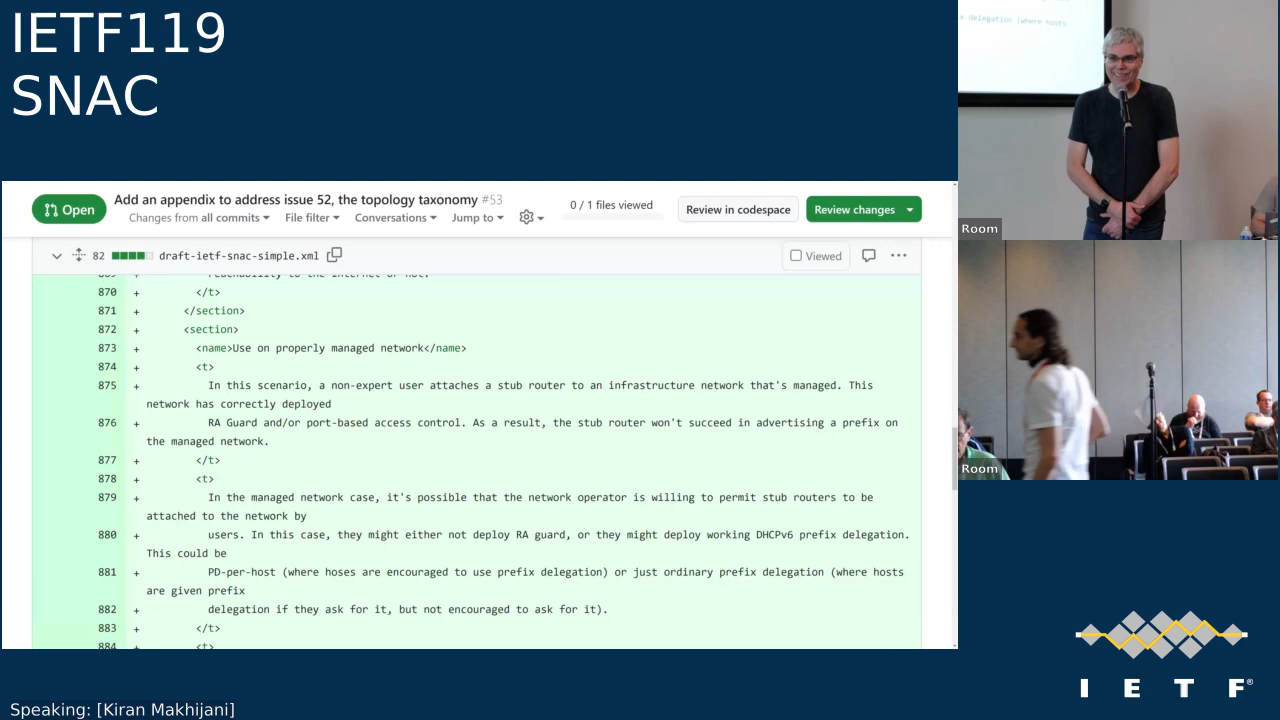 IETF119
SNAC
Open
Add an appendix to address issue 52, the topology taxonomy #53
Changes from all commits
File filter
Conversations
Jump to
0 / 1 files viewed
Review in codespace
Review changes
82
draft-ietf-snac-simple.xml
Viewed
870 + </t>
871 + </section>
872 + <section>
873 + <name>Use on properly managed network</name>
874 + <t>
875 + In this scenario, a non-expert user attaches a stub router to an infrastructure network that's managed. This
network has correctly deployed
876 + RA Guard and/or port-based access control. As a result, the stub router won't succeed in advertising a prefix on
the managed network.
877 + </t>
878 + <t>
879 + In the managed network case, it's possible that the network operator is willing to permit stub routers to be
attached to the network by
880 + users. In this case, they might either not deploy RA guard, or they might deploy working DHCPv6 prefix delegation.
This could be
881 + PD-per-host (where hoses are encouraged to use prefix delegation) or just ordinary prefix delegation (where hosts
are given prefix
882 + delegation if they ask for it, but not encouraged to ask for it).
883 + </t>
884 + <t>
x delegation (where hosts
Room
Room
I E T F®
Speaking: [Kiran Makhijani]